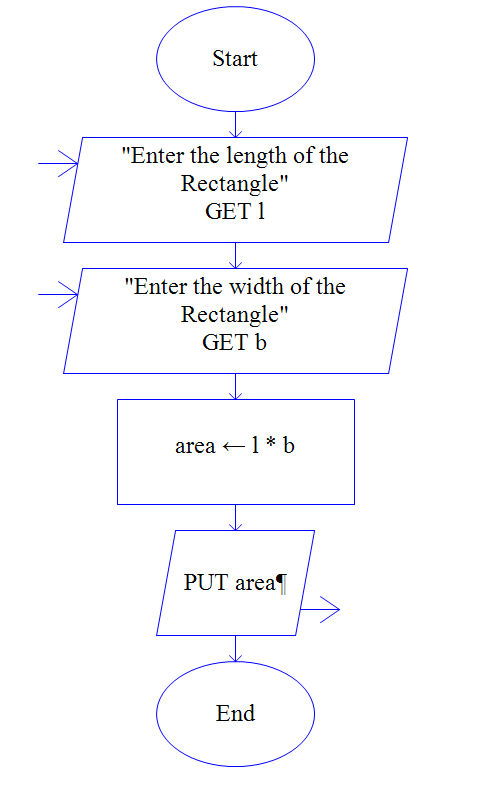 Start
"Enter the length of the
Rectangle"
GET l
"Enter the width of the
Rectangle"
GET b
area ← l * b
PUT area¶
End